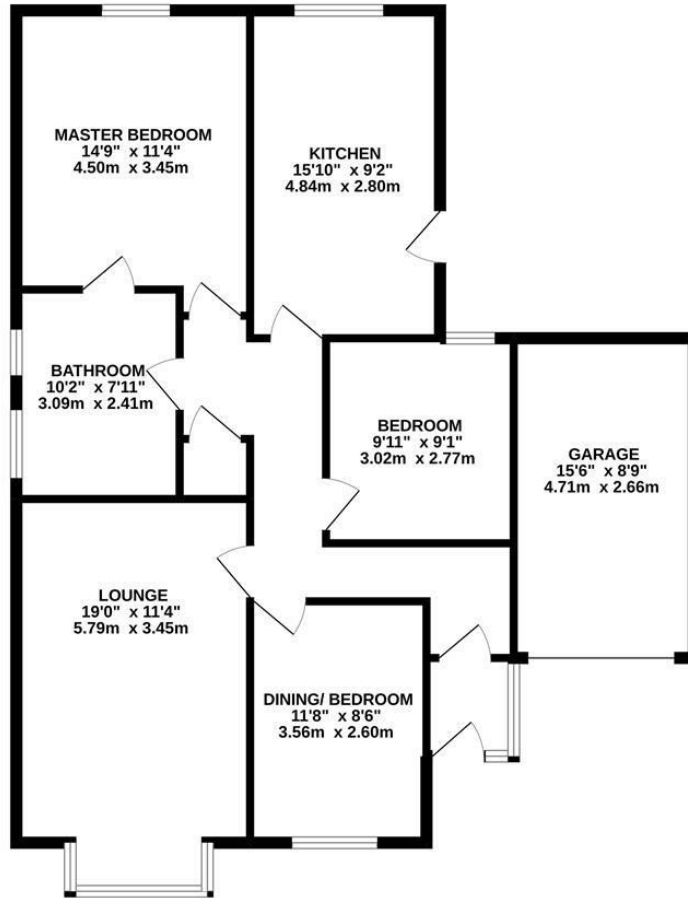 MASTER BEDROOM
14'9" x 11'4"
4.50m x 3.45m
KITCHEN
15'10" x 9'2"
4.84m x 2.80m
BATHROOM
10'2" x 7'11"
3.09m x 2.41m
BEDROOM
9'11" x 9'1"
3.02m x 2.77m
GARAGE
15'6" x 8'9"
4.71m x 2.66m
LOUNGE
19'0" x 11'4"
5.79m x 3.45m
DINING/ BEDROOM
11'8" x 8'6"
3.56m x 2.60m